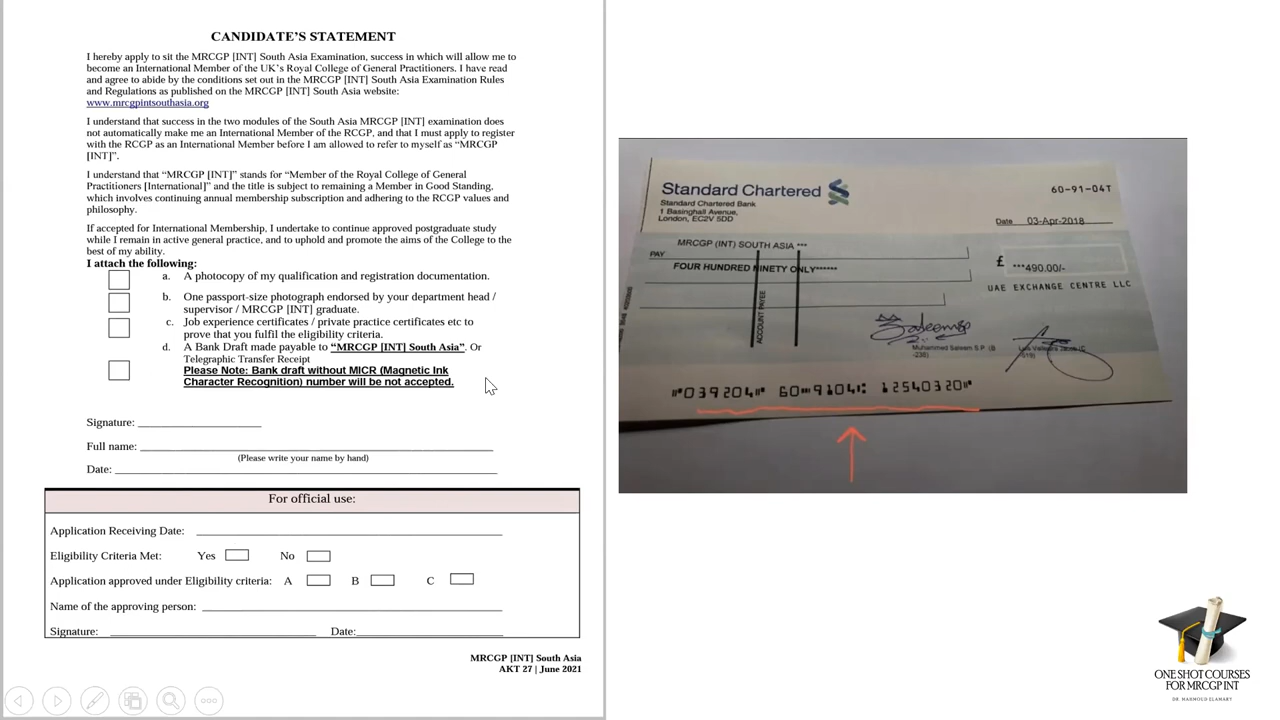 CANDIDATE'S STATEMENT
I hereby apply to sit the MRCGP [INT] South Asia Examination, success in which will allow me to
become an International Member of the UK's Royal College of General Practitioners. I have read
and agree to abide by the conditions set out in the MRCGP [INT] South Asia Examination Rules
and Regulations as published on the MRCGP [INT] South Asia website:
www.mrcgpintsouthasia.org
I understand that success in the two modules of the South Asia MRCGP [INT] examination does
not automatically make me an International Member of the RCGP, and that I must apply to register
with the RCGP as an International Member before I am allowed to refer to myself as “MRCGP
[INT]”.
I understand that “MRCGP [INT]” stands for “Member of the Royal College of General
Practitioners [International]” and the title is subject to remaining a Member in Good Standing,
which involves continuing annual membership subscription and adhering to the RCGP values and
philosophy.
If accepted for International Membership, I undertake to continue approved postgraduate study
while I remain in active general practice, and to uphold and promote the aims of the College to the
best of my ability.
I attach the following:
a. A photocopy of my qualification and registration documentation.
b. One passport-size photograph endorsed by your department head /
supervisor / MRCGP [INT] graduate.
c. Job experience certificates / private practice certificates etc to
prove that you fulfil the eligibility criteria.
d. A Bank Draft made payable to “MRCGP [INT] South Asia”. Or
Telegraphic Transfer Receipt
Please Note: Bank draft without MICR (Magnetic Ink
Character Recognition) number will be not accepted.
Signature:
Full name:
(Please write your name by hand)
Date:
For official use:
Application Receiving Date:
Eligibility Criteria Met: Yes No
Application approved under Eligibility criteria: A B C
Name of the approving person:
Signature: Date:
MRCGP [INT] South Asia
AKT 27 | June 2021
Standard Chartered
Standard Chartered Bank
1 Basinghall Avenue,
London, EC2V 5DD
60-91-04T
Date 03-Apr-2018
PAY MRCGP (INT) SOUTH ASIA ***
FOUR HUNDRED NINETY ONLY******
£ ***490.00/-
UAE EXCHANGE CENTRE LLC
ACCOUNT PAYEE
Muhammed Saleem S.P (B
-230)
⑈039204⑈ 60⑉9104⑆ 12540320⑈
ONE SHOT COURSES
FOR MRCGP INT
DR. MAHMOUD ELAMARY